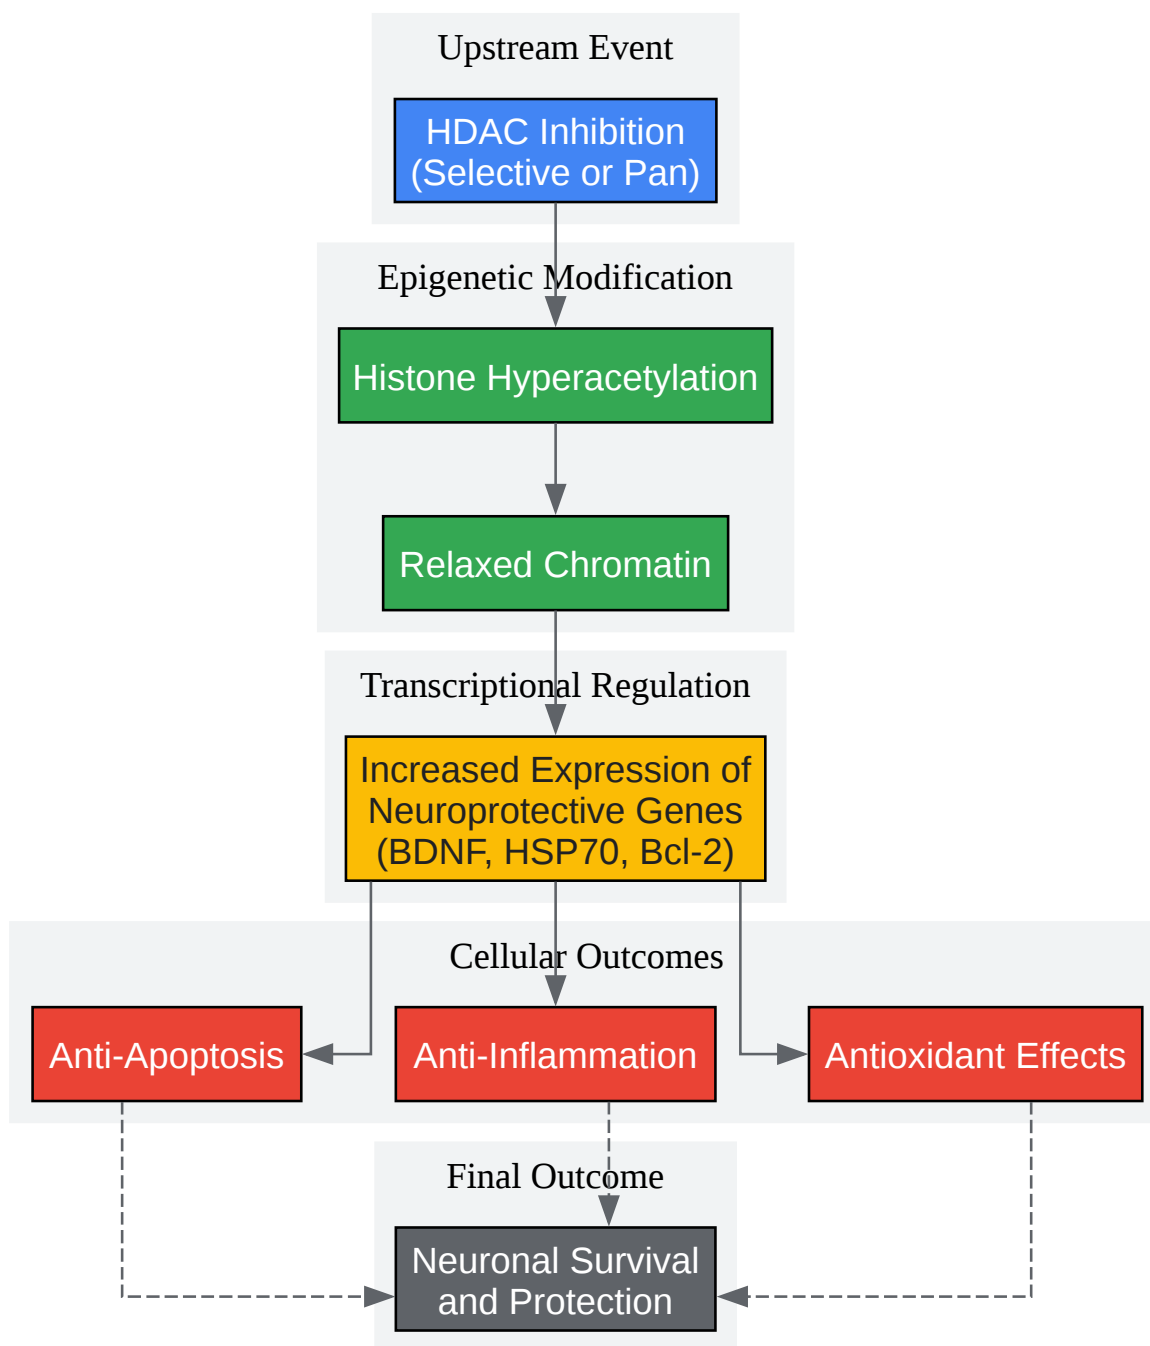 Upstream Event
HDAC Inhibition
(Selective or Pan)
Epigenetic Modification
Histone Hyperacetylation
Relaxed Chromatin
Transcriptional Regulation
Increased Expression of
Neuroprotective Genes
(BDNF, HSP70, Bcl-2)
Cellular Outcomes
Anti-Apoptosis
Anti-Inflammation
Antioxidant Effects
Final Outcome
Neuronal Survival
and Protection